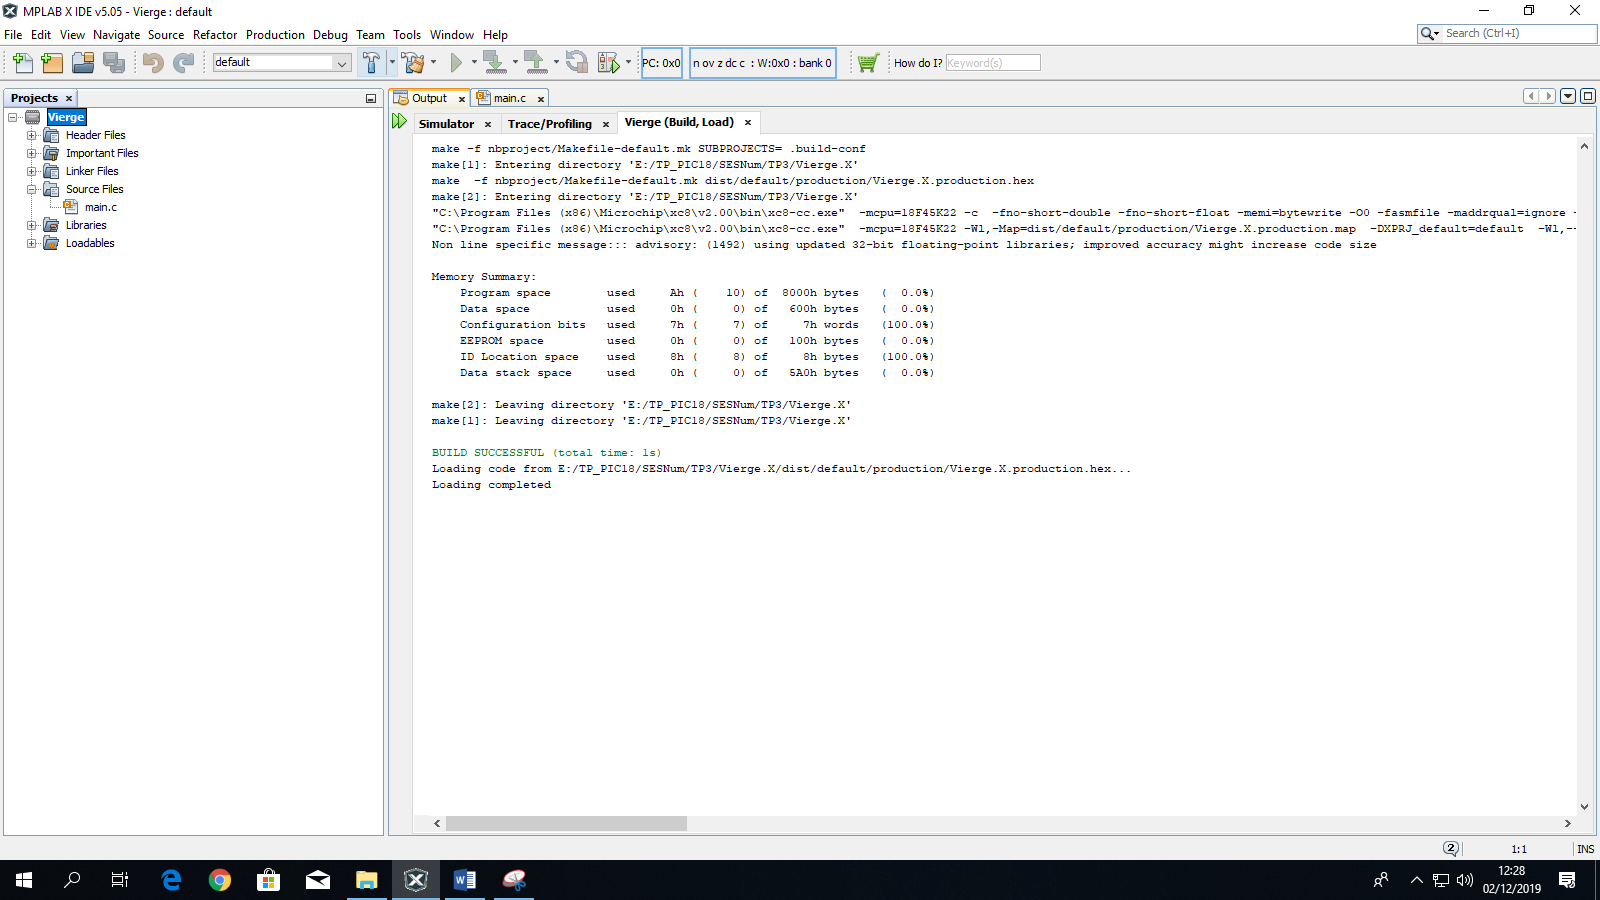 MPLAB X IDE v5.05 - Vierge : default
File Edit View Navigate Source Refactor Production Debug Team Tools Window Help
Search (Ctrl+I)
default
PC: 0x0
n ov z dc c : W:0x0 : bank 0
How do I? Keyword(s)
Projects
Output main.c
Vierge
Header Files
Important Files
Linker Files
Source Files
main.c
Libraries
Loadables
Simulator Trace/Profiling Vierge (Build, Load)
make -f nbproject/Makefile-default.mk SUBPROJECTS= .build-conf
make[1]: Entering directory 'E:/TP_PIC18/SESNum/TP3/Vierge.X'
make  -f nbproject/Makefile-default.mk dist/default/production/Vierge.X.production.hex
make[2]: Entering directory 'E:/TP_PIC18/SESNum/TP3/Vierge.X'
"C:\Program Files (x86)\Microchip\xc8\v2.00\bin\xc8-cc.exe"  -mcpu=18F45K22 -c  -fno-short-double -fno-short-float -memi=bytewrite -O0 -fasmfile -maddrqual=ignore -
"C:\Program Files (x86)\Microchip\xc8\v2.00\bin\xc8-cc.exe"  -mcpu=18F45K22 -Wl,-Map=dist/default/production/Vierge.X.production.map  -DXPRJ_default=default  -Wl,--
Non line specific message::: advisory: (1492) using updated 32-bit floating-point libraries; improved accuracy might increase code size
Memory Summary:
Program space        used     Ah (    10) of  8000h bytes   (  0.0%)
Data space           used     0h (     0) of   600h bytes   (  0.0%)
Configuration bits   used     7h (     7) of     7h words   (100.0%)
EEPROM space         used     0h (     0) of   100h bytes   (  0.0%)
ID Location space    used     8h (     8) of     8h bytes   (100.0%)
Data stack space     used     0h (     0) of   5A0h bytes   (  0.0%)
make[2]: Leaving directory 'E:/TP_PIC18/SESNum/TP3/Vierge.X'
make[1]: Leaving directory 'E:/TP_PIC18/SESNum/TP3/Vierge.X'
BUILD SUCCESSFUL (total time: 1s)
Loading code from E:/TP_PIC18/SESNum/TP3/Vierge.X/dist/default/production/Vierge.X.production.hex...
Loading completed
2
1:1
INS
12:28
02/12/2019